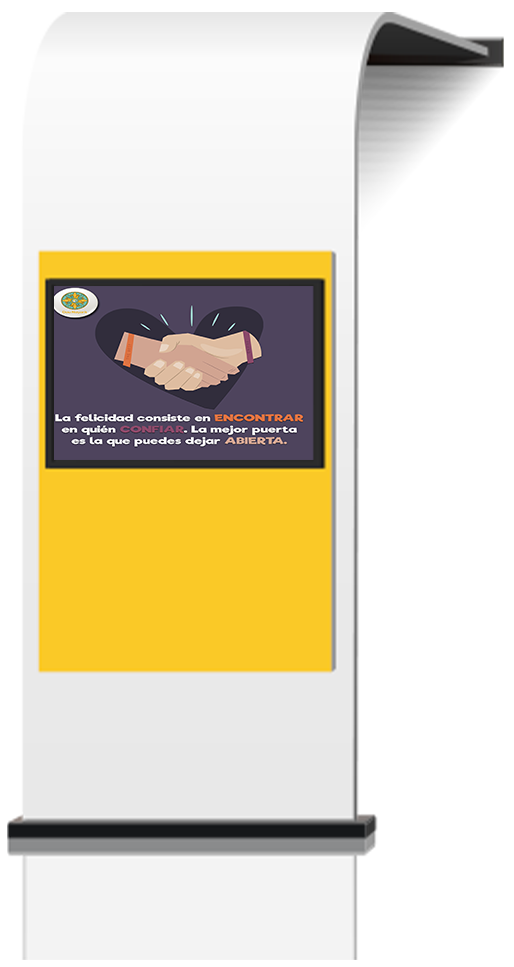 La felicidad consiste en ENCONTRAR
en quién CONFIAR. La mejor puerta
es la que puedes dejar ABIERTA.